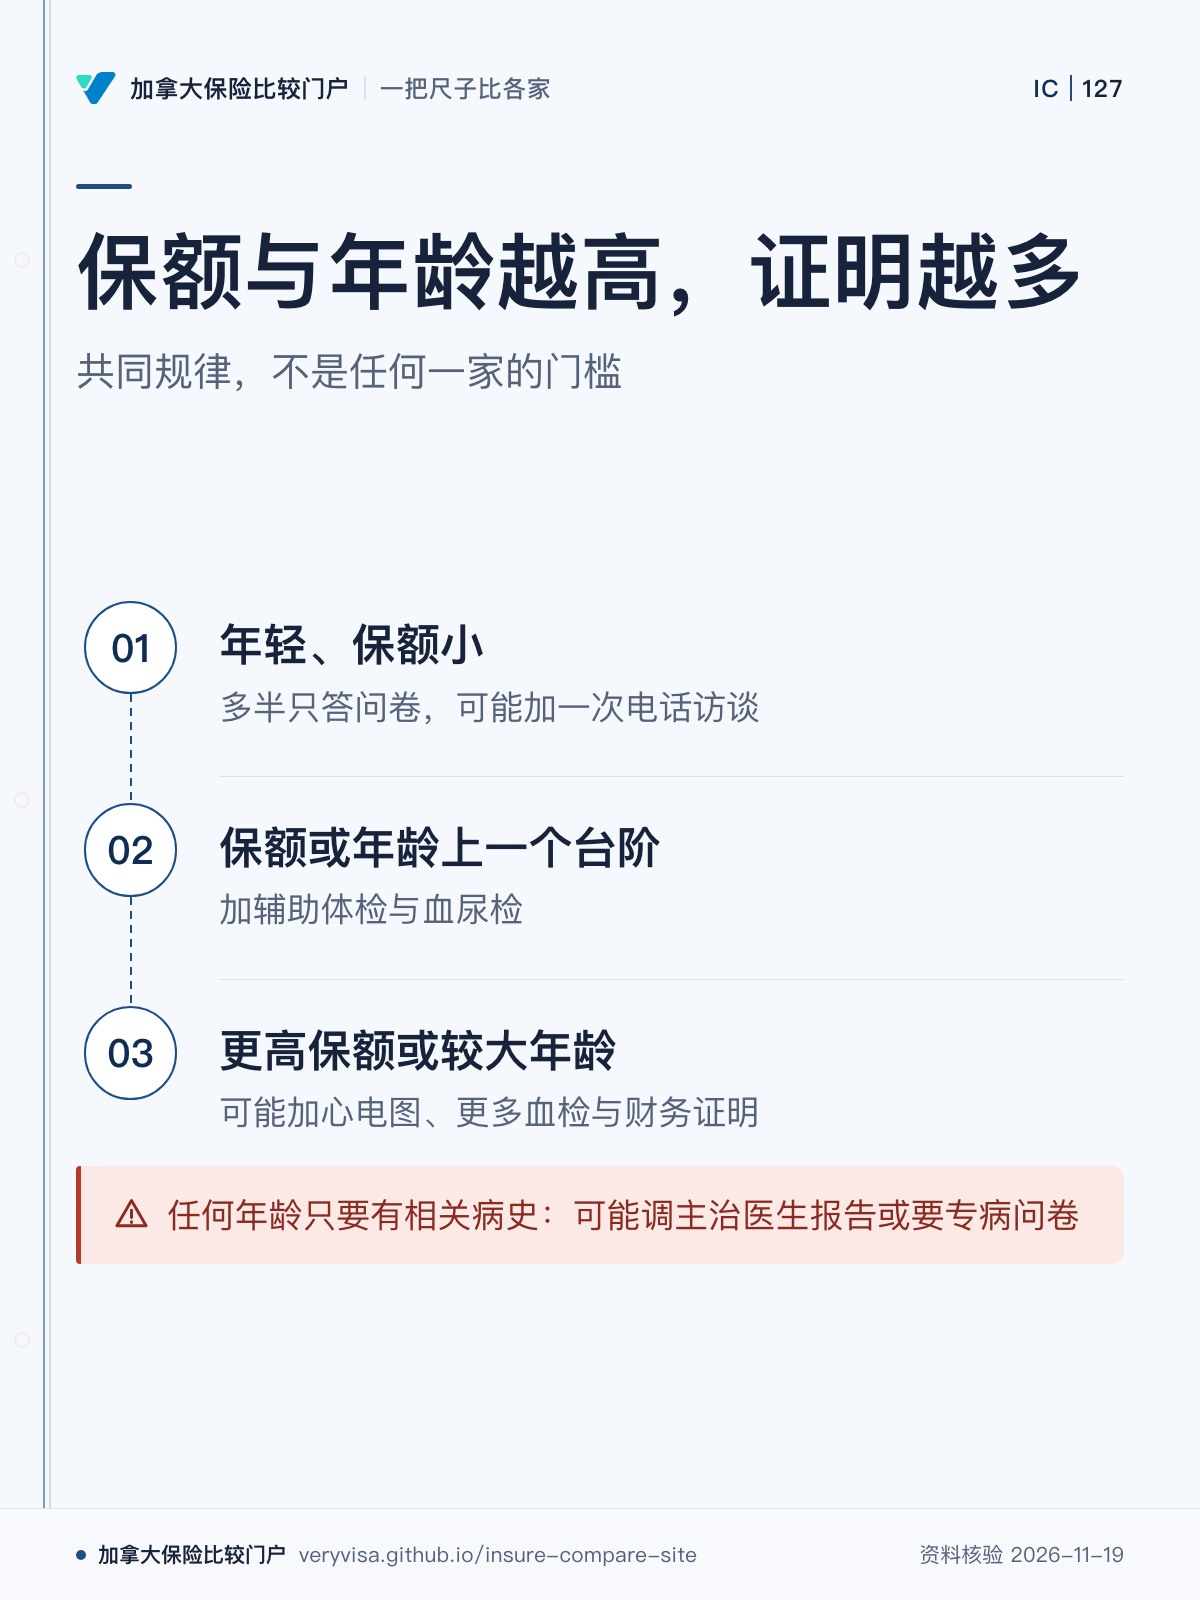 加拿大保险比较门户 一把尺子比各家 IC 127
保额与年龄越高，证明越多
共同规律，不是任何一家的门槛
01 年轻、保额小
多半只答问卷，可能加一次电话访谈
02 保额或年龄上一个台阶
加辅助体检与血尿检
03 更高保额或较大年龄
可能加心电图、更多血检与财务证明
任何年龄只要有相关病史：可能调主治医生报告或要专病问卷
加拿大保险比较门户 veryvisa.github.io/insure-compare-site 资料核验 2026-11-19